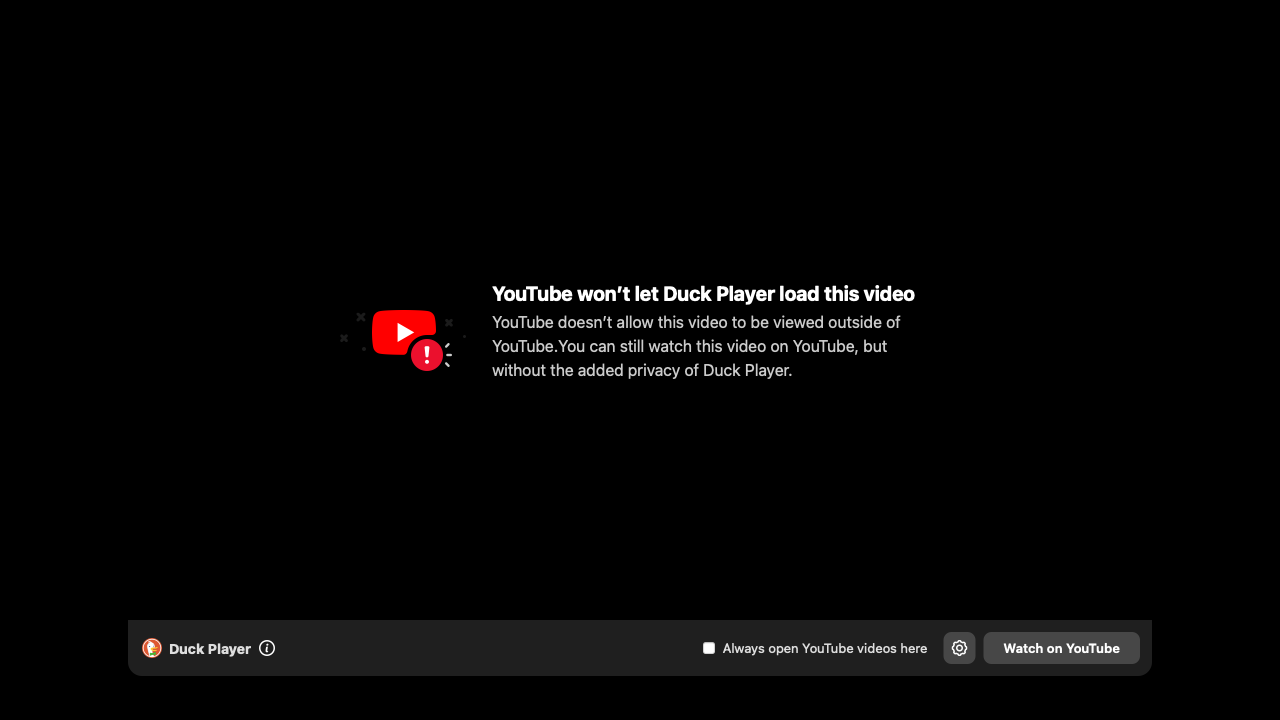 YouTube won’t let Duck Player load this video
YouTube doesn’t allow this video to be viewed outside of
YouTube.You can still watch this video on YouTube, but
without the added privacy of Duck Player.
Duck Player
Always open YouTube videos here
Watch on YouTube